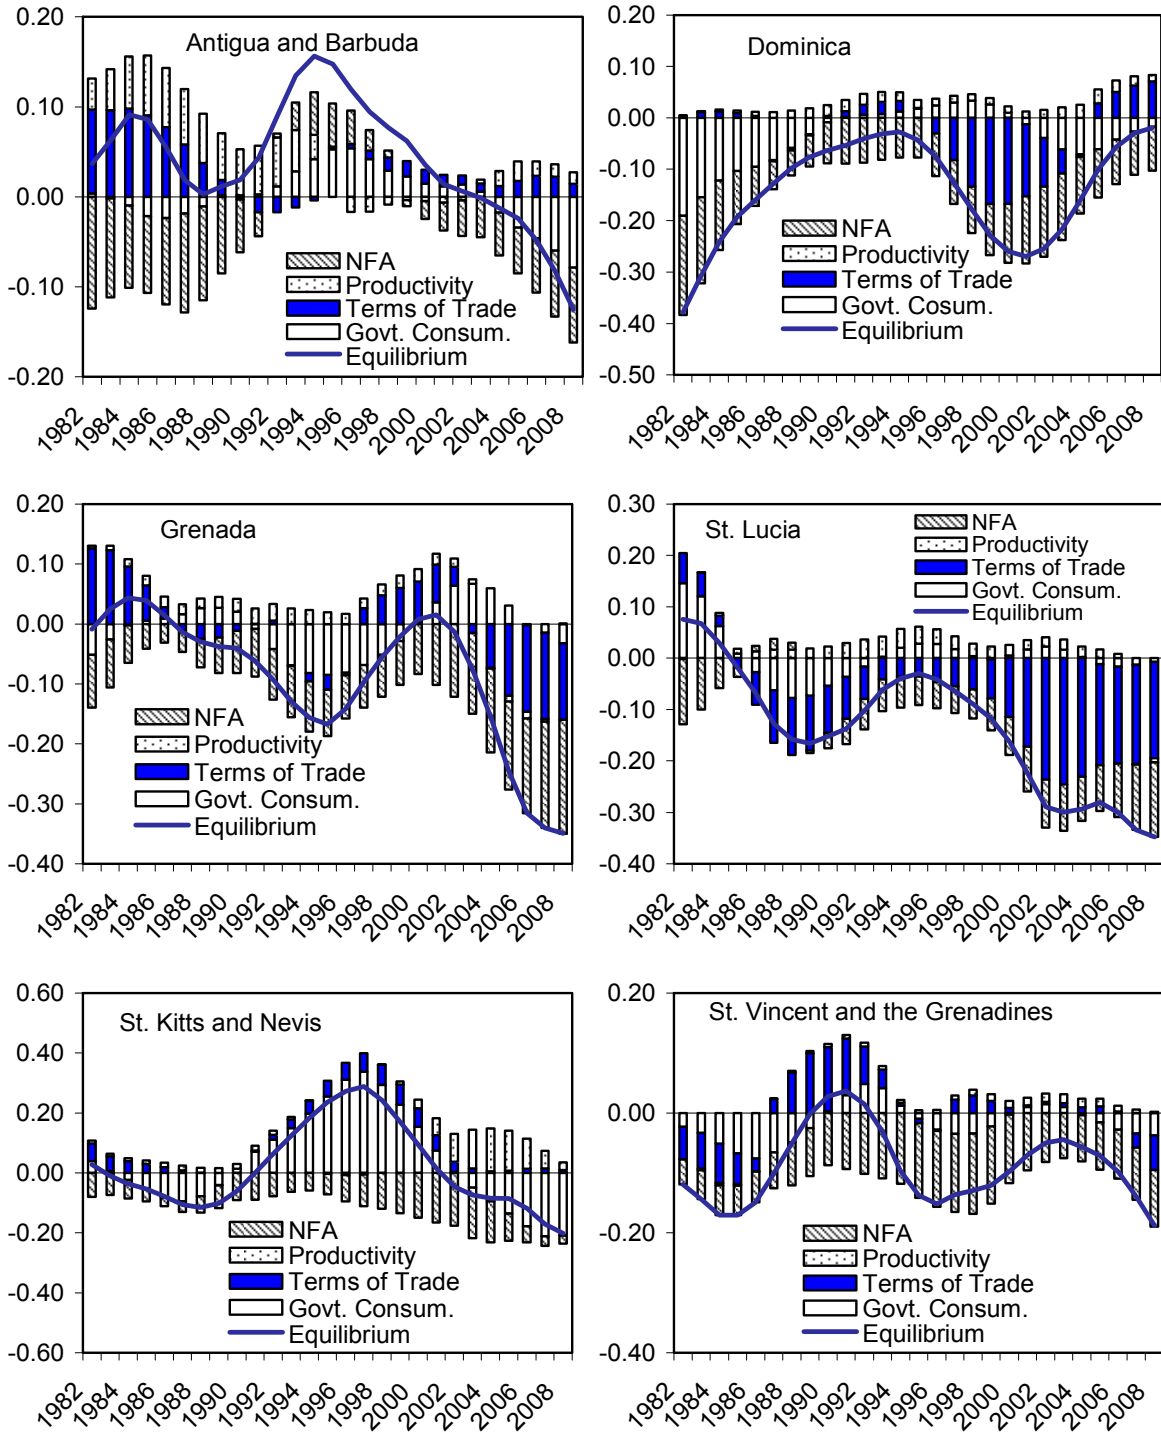 Antigua and Barbuda
0.20
0.10
0.00
-0.10
-0.20
NFA
Productivity
Terms of Trade
Govt. Consum.
Equilibrium
1982 1984 1986 1988 1990 1992 1994 1996 1998 2000 2002 2004 2006 2008
Dominica
0.20
0.10
0.00
-0.10
-0.20
-0.30
-0.40
-0.50
NFA
Productivity
Terms of Trade
Govt. Cosum.
Equilibrium
1982 1984 1986 1988 1990 1992 1994 1996 1998 2000 2002 2004 2006 2008
Grenada
0.20
0.10
0.00
-0.10
-0.20
-0.30
-0.40
NFA
Productivity
Terms of Trade
Govt. Consum.
Equilibrium
1982 1984 1986 1988 1990 1992 1994 1996 1998 2000 2002 2004 2006 2008
St. Lucia
0.30
0.20
0.10
0.00
-0.10
-0.20
-0.30
-0.40
NFA
Productivity
Terms of Trade
Govt. Consum.
Equilibrium
1982 1984 1986 1988 1990 1992 1994 1996 1998 2000 2002 2004 2006 2008
St. Kitts and Nevis
0.60
0.40
0.20
0.00
-0.20
-0.40
-0.60
NFA
Productivity
Terms of Trade
Govt. Consum.
Equilibrium
1982 1984 1986 1988 1990 1992 1994 1996 1998 2000 2002 2004 2006 2008
St. Vincent and the Grenadines
0.20
0.00
-0.20
-0.40
NFA
Productivity
Terms of Trade
Govt. Consum.
Equilibrium
1982 1984 1986 1988 1990 1992 1994 1996 1998 2000 2002 2004 2006 2008